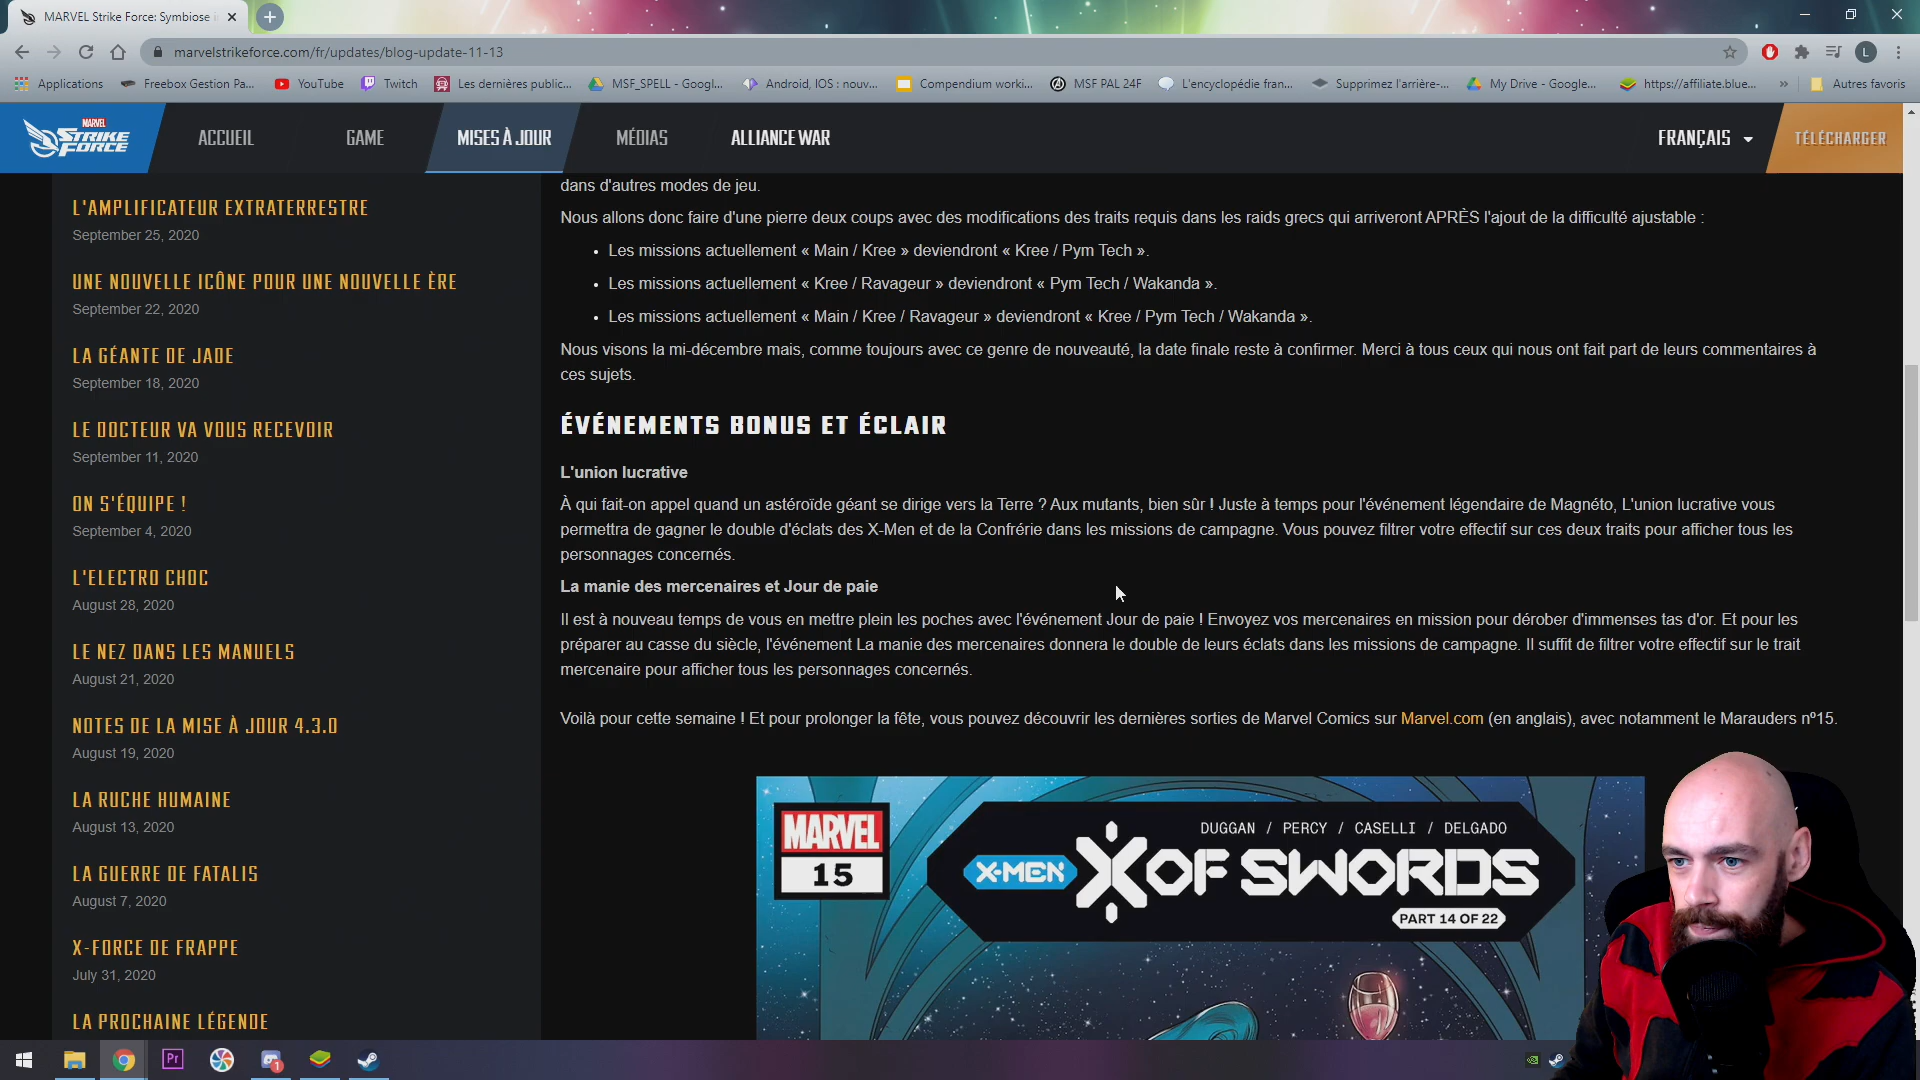 MARVEL Strike Force: Symbiose i
marvelstrikeforce.com/fr/updates/blog-update-11-13
L
Applications
Freebox Gestion Pa...
YouTube
Twitch
Les dernières public...
MSF_SPELL - Googl...
Android, IOS : nouv...
Compendium worki...
MSF PAL 24F
L'encyclopédie fran...
Supprimez l'arrière-...
My Drive - Google...
https://affiliate.blue...
»
Autres favoris
MARVEL
STRIKE
FORCE
ACCUEIL
GAME
MISES À JOUR
MÉDIAS
ALLIANCE WAR
FRANÇAIS
TÉLÉCHARGER
L'AMPLIFICATEUR EXTRATERRESTRE
September 25, 2020
UNE NOUVELLE ICÔNE POUR UNE NOUVELLE ÈRE
September 22, 2020
LA GÉANTE DE JADE
September 18, 2020
LE DOCTEUR VA VOUS RECEVOIR
September 11, 2020
ON S'ÉQUIPE !
September 4, 2020
L'ELECTRO CHOC
August 28, 2020
LE NEZ DANS LES MANUELS
August 21, 2020
NOTES DE LA MISE À JOUR 4.3.0
August 19, 2020
LA RUCHE HUMAINE
August 13, 2020
LA GUERRE DE FATALIS
August 7, 2020
X-FORCE DE FRAPPE
July 31, 2020
LA PROCHAINE LÉGENDE
dans d'autres modes de jeu.
Nous allons donc faire d'une pierre deux coups avec des modifications des traits requis dans les raids grecs qui arriveront APRÈS l'ajout de la difficulté ajustable :
• Les missions actuellement « Main / Kree » deviendront « Kree / Pym Tech ».
• Les missions actuellement « Kree / Ravageur » deviendront « Pym Tech / Wakanda ».
• Les missions actuellement « Main / Kree / Ravageur » deviendront « Kree / Pym Tech / Wakanda ».
Nous visons la mi-décembre mais, comme toujours avec ce genre de nouveauté, la date finale reste à confirmer. Merci à tous ceux qui nous ont fait part de leurs commentaires à
ces sujets.
ÉVÉNEMENTS BONUS ET ÉCLAIR
L'union lucrative
À qui fait-on appel quand un astéroïde géant se dirige vers la Terre ? Aux mutants, bien sûr ! Juste à temps pour l'événement légendaire de Magnéto, L'union lucrative vous
permettra de gagner le double d'éclats des X-Men et de la Confrérie dans les missions de campagne. Vous pouvez filtrer votre effectif sur ces deux traits pour afficher tous les
personnages concernés.
La manie des mercenaires et Jour de paie
Il est à nouveau temps de vous en mettre plein les poches avec l'événement Jour de paie ! Envoyez vos mercenaires en mission pour dérober d'immenses tas d'or. Et pour les
préparer au casse du siècle, l'événement La manie des mercenaires donnera le double de leurs éclats dans les missions de campagne. Il suffit de filtrer votre effectif sur le trait
mercenaire pour afficher tous les personnages concernés.
Voilà pour cette semaine ! Et pour prolonger la fête, vous pouvez découvrir les dernières sorties de Marvel Comics sur Marvel.com (en anglais), avec notamment le Marauders nº15.
MARVEL
15
DUGGAN / PERCY / CASELLI / DELGADO
X-MEN
X OF SWORDS
PART 14 OF 22
Pr
1